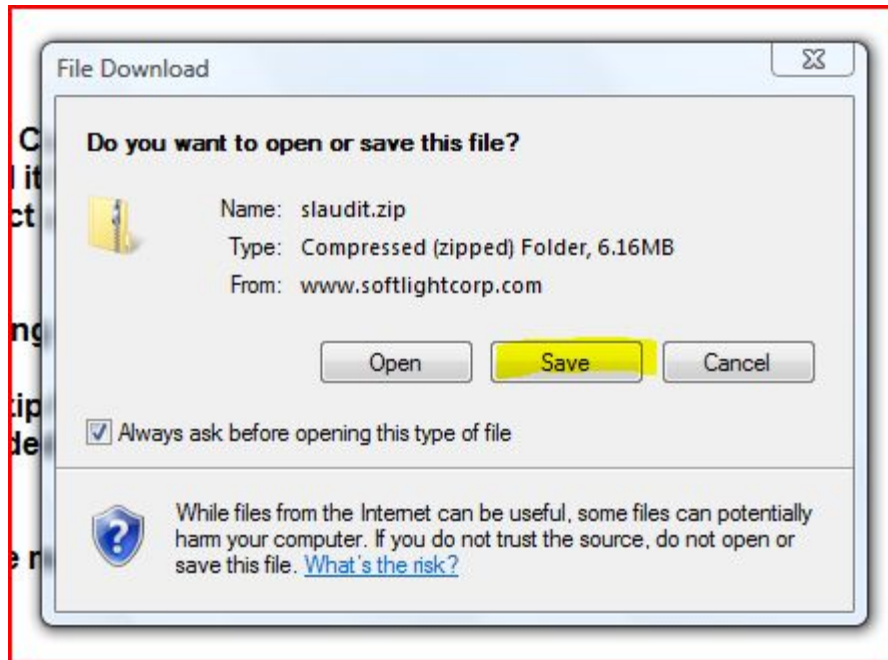 File Download
Do you want to open or save this file?
Name: slaudit.zip
Type: Compressed (zipped) Folder, 6.16MB
From: www.softlightcorp.com
Open Save Cancel
Always ask before opening this type of file
While files from the Internet can be useful, some files can potentially
harm your computer. If you do not trust the source, do not open or
save this file. What's the risk?